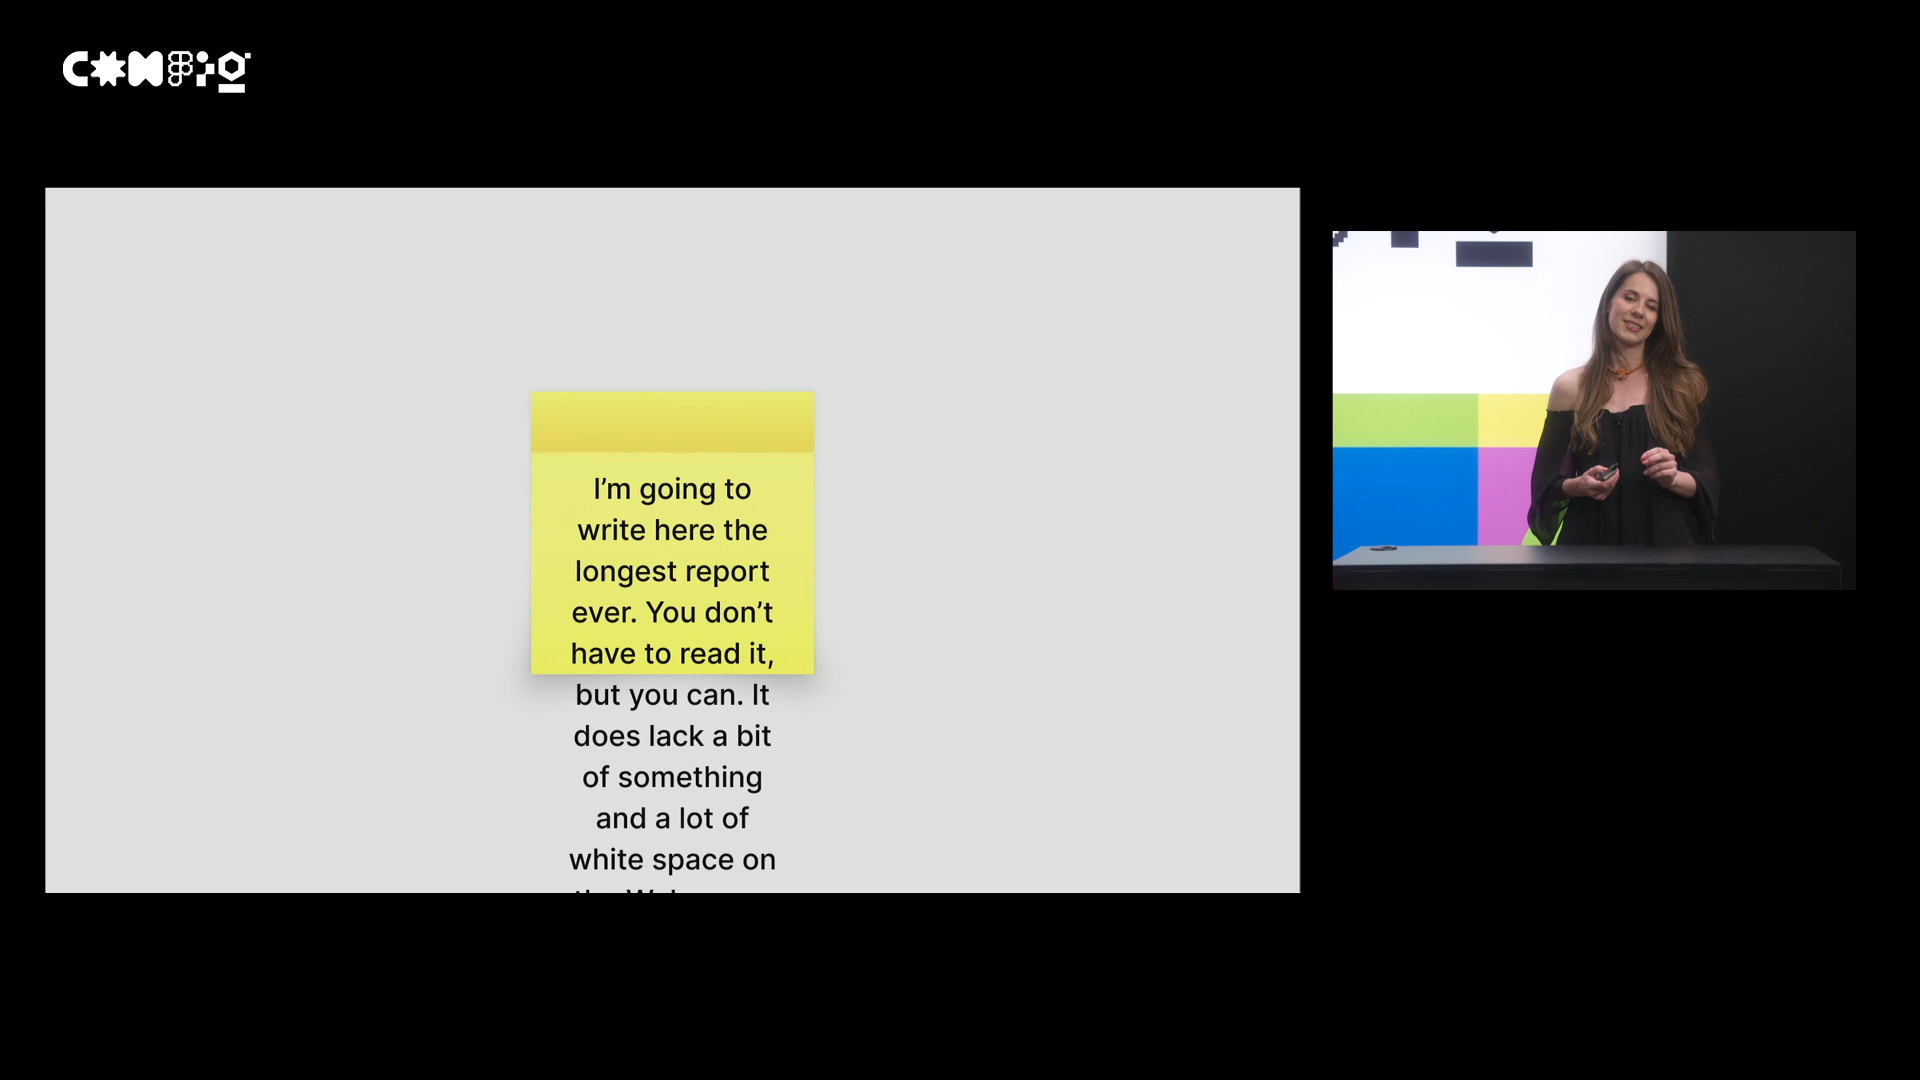 CONFIG
I’m going to
write here the
longest report
ever. You don’t
have to read it,
but you can. It
does lack a bit
of something
and a lot of
white space on